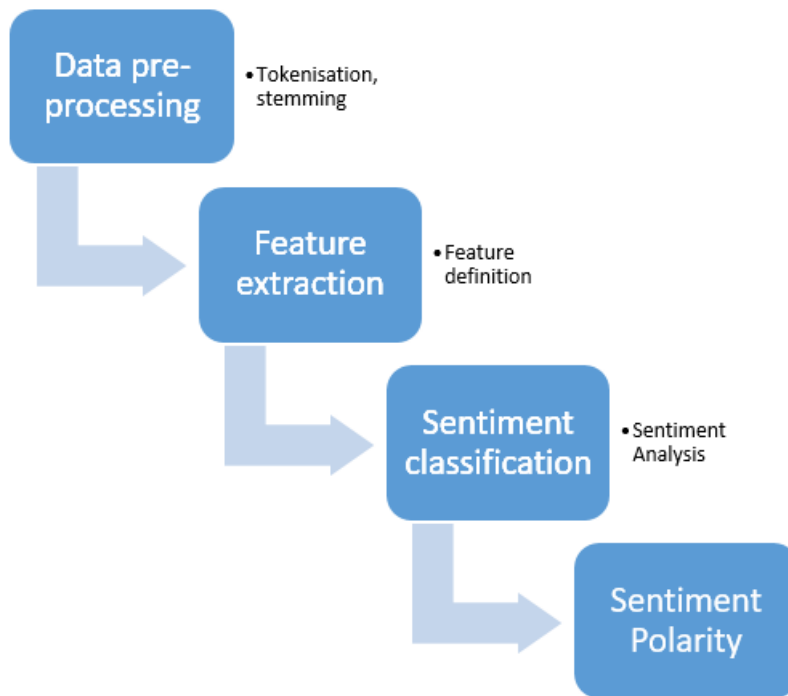 Data pre-
processing
•Tokenisation,
stemming
Feature
extraction
•Feature
definition
Sentiment
classification
•Sentiment
Analysis
Sentiment
Polarity